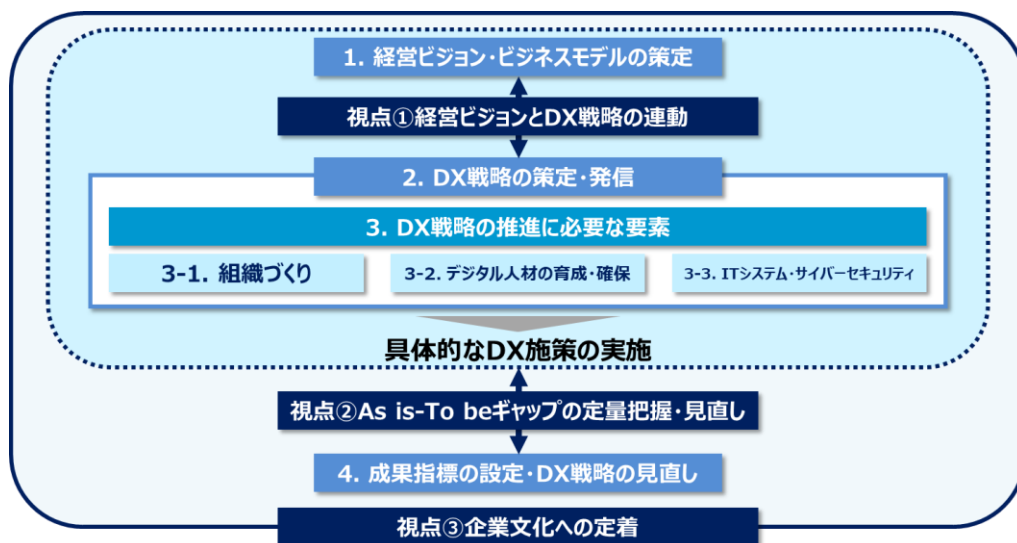 1. 経営ビジョン・ビジネスモデルの策定
視点①経営ビジョンとDX戦略の連動
2. DX戦略の策定・発信
3. DX戦略の推進に必要な要素
3-1. 組織づくり
3-2. デジタル人材の育成・確保
3-3. ITシステム・サイバーセキュリティ
具体的なDX施策の実施
視点②As is-To beギャップの定量把握・見直し
4. 成果指標の設定・DX戦略の見直し
視点③企業文化への定着